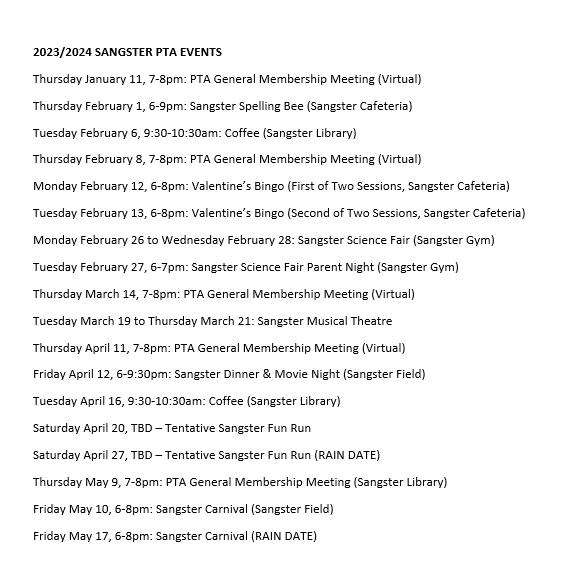 2023/2024 SANGSTER PTA EVENTS
Thursday January 11, 7-8pm: PTA General Membership Meeting (Virtual)
Thursday February 1, 6-9pm: Sangster Spelling Bee (Sangster Cafeteria)
Tuesday February 6, 9:30-10:30am: Coffee (Sangster Library)
Thursday February 8, 7-8pm: PTA General Membership Meeting (Virtual)
Monday February 12, 6-8pm: Valentine’s Bingo (First of Two Sessions, Sangster Cafeteria)
Tuesday February 13, 6-8pm: Valentine’s Bingo (Second of Two Sessions, Sangster Cafeteria)
Monday February 26 to Wednesday February 28: Sangster Science Fair (Sangster Gym)
Tuesday February 27, 6-7pm: Sangster Science Fair Parent Night (Sangster Gym)
Thursday March 14, 7-8pm: PTA General Membership Meeting (Virtual)
Tuesday March 19 to Thursday March 21: Sangster Musical Theatre
Thursday April 11, 7-8pm: PTA General Membership Meeting (Virtual)
Friday April 12, 6-9:30pm: Sangster Dinner & Movie Night (Sangster Field)
Tuesday April 16, 9:30-10:30am: Coffee (Sangster Library)
Saturday April 20, TBD – Tentative Sangster Fun Run
Saturday April 27, TBD – Tentative Sangster Fun Run (RAIN DATE)
Thursday May 9, 7-8pm: PTA General Membership Meeting (Sangster Library)
Friday May 10, 6-8pm: Sangster Carnival (Sangster Field)
Friday May 17, 6-8pm: Sangster Carnival (RAIN DATE)